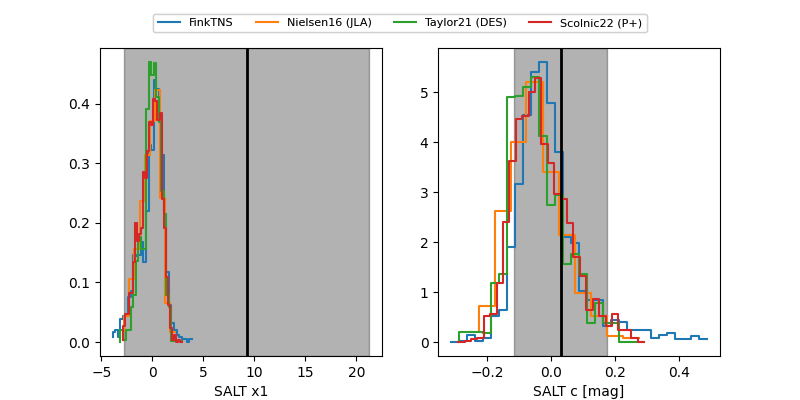 FinkTNS Nielsen16 (JLA) Taylor21 (DES) Scolnic22 (P+)
0.4
0.3
0.2
0.1
0.0
−5 0 5 10 15 20
SALT x1
5
4
3
2
1
0
−0.2 0.0 0.2 0.4
SALT c [mag]